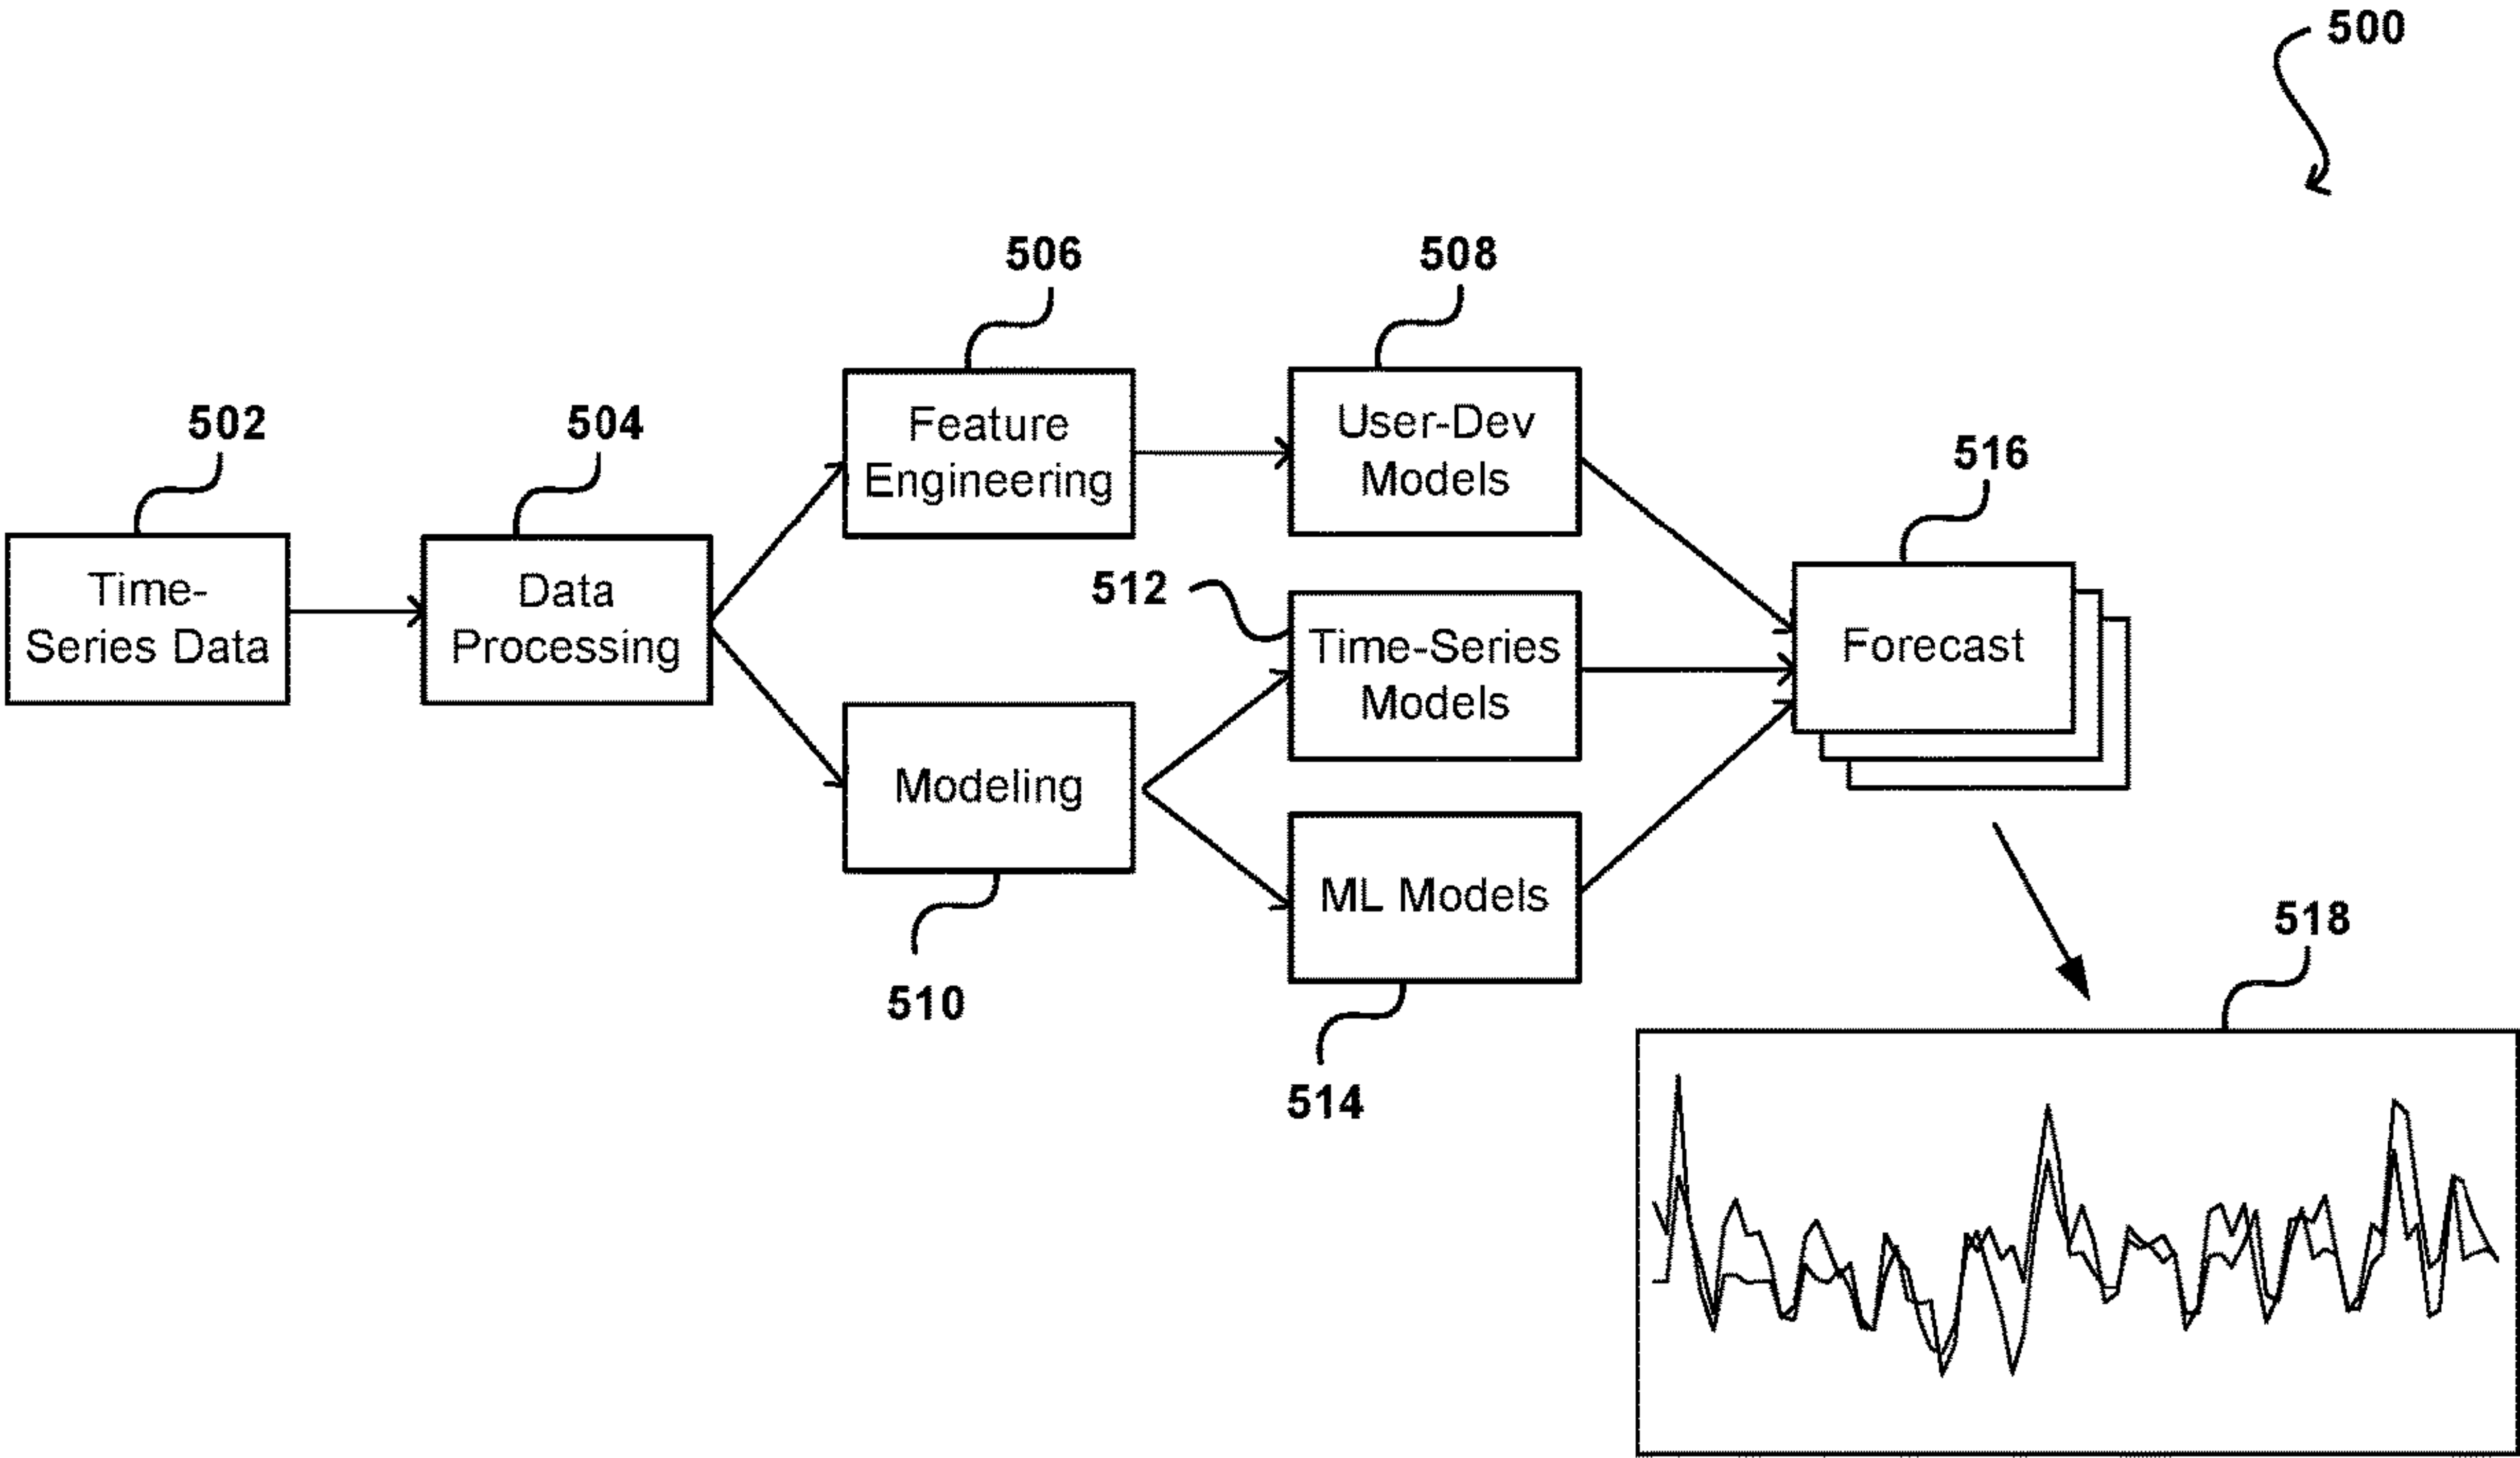 500
506
508
Feature
Engineering
User-Dev
Models
502
504
516
Time-
Series Data
Data
Processing
512
Time-Series
Models
Forecast
Modeling
ML Models
510
514
518